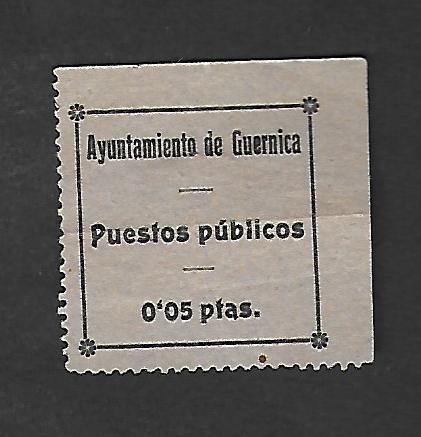 Ayuntamiento de Guernica
Puestos públicos
0'05 ptas.